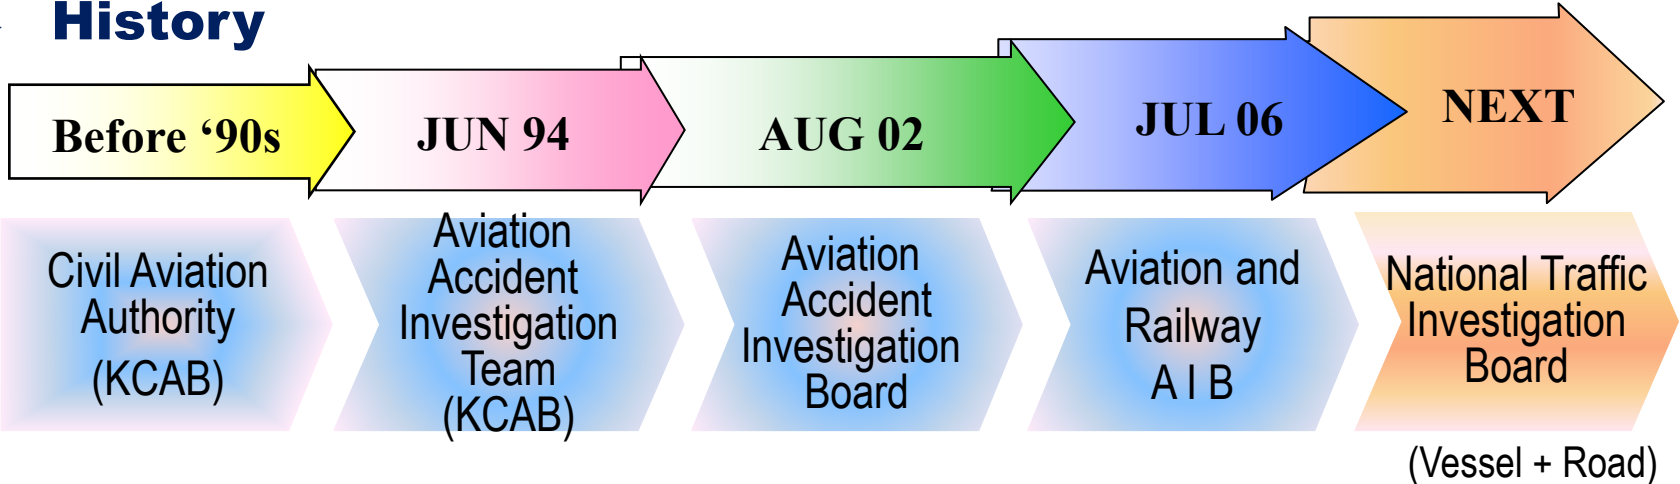 History
Before ‘90s
JUN 94
AUG 02
JUL 06
NEXT
Civil Aviation
Authority
(KCAB)
Aviation
Accident
Investigation
Team
(KCAB)
Aviation
Accident
Investigation
Board
Aviation and
Railway
A I B
National Traffic
Investigation
Board
(Vessel + Road)